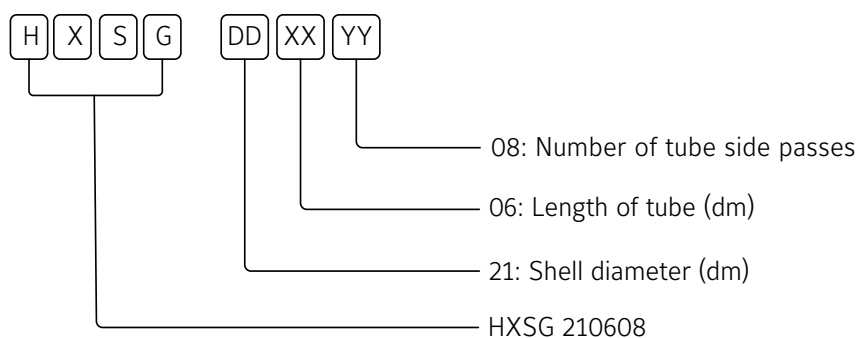 H X S G DD XX YY
08: Number of tube side passes
06: Length of tube (dm)
21: Shell diameter (dm)
HXSG 210608